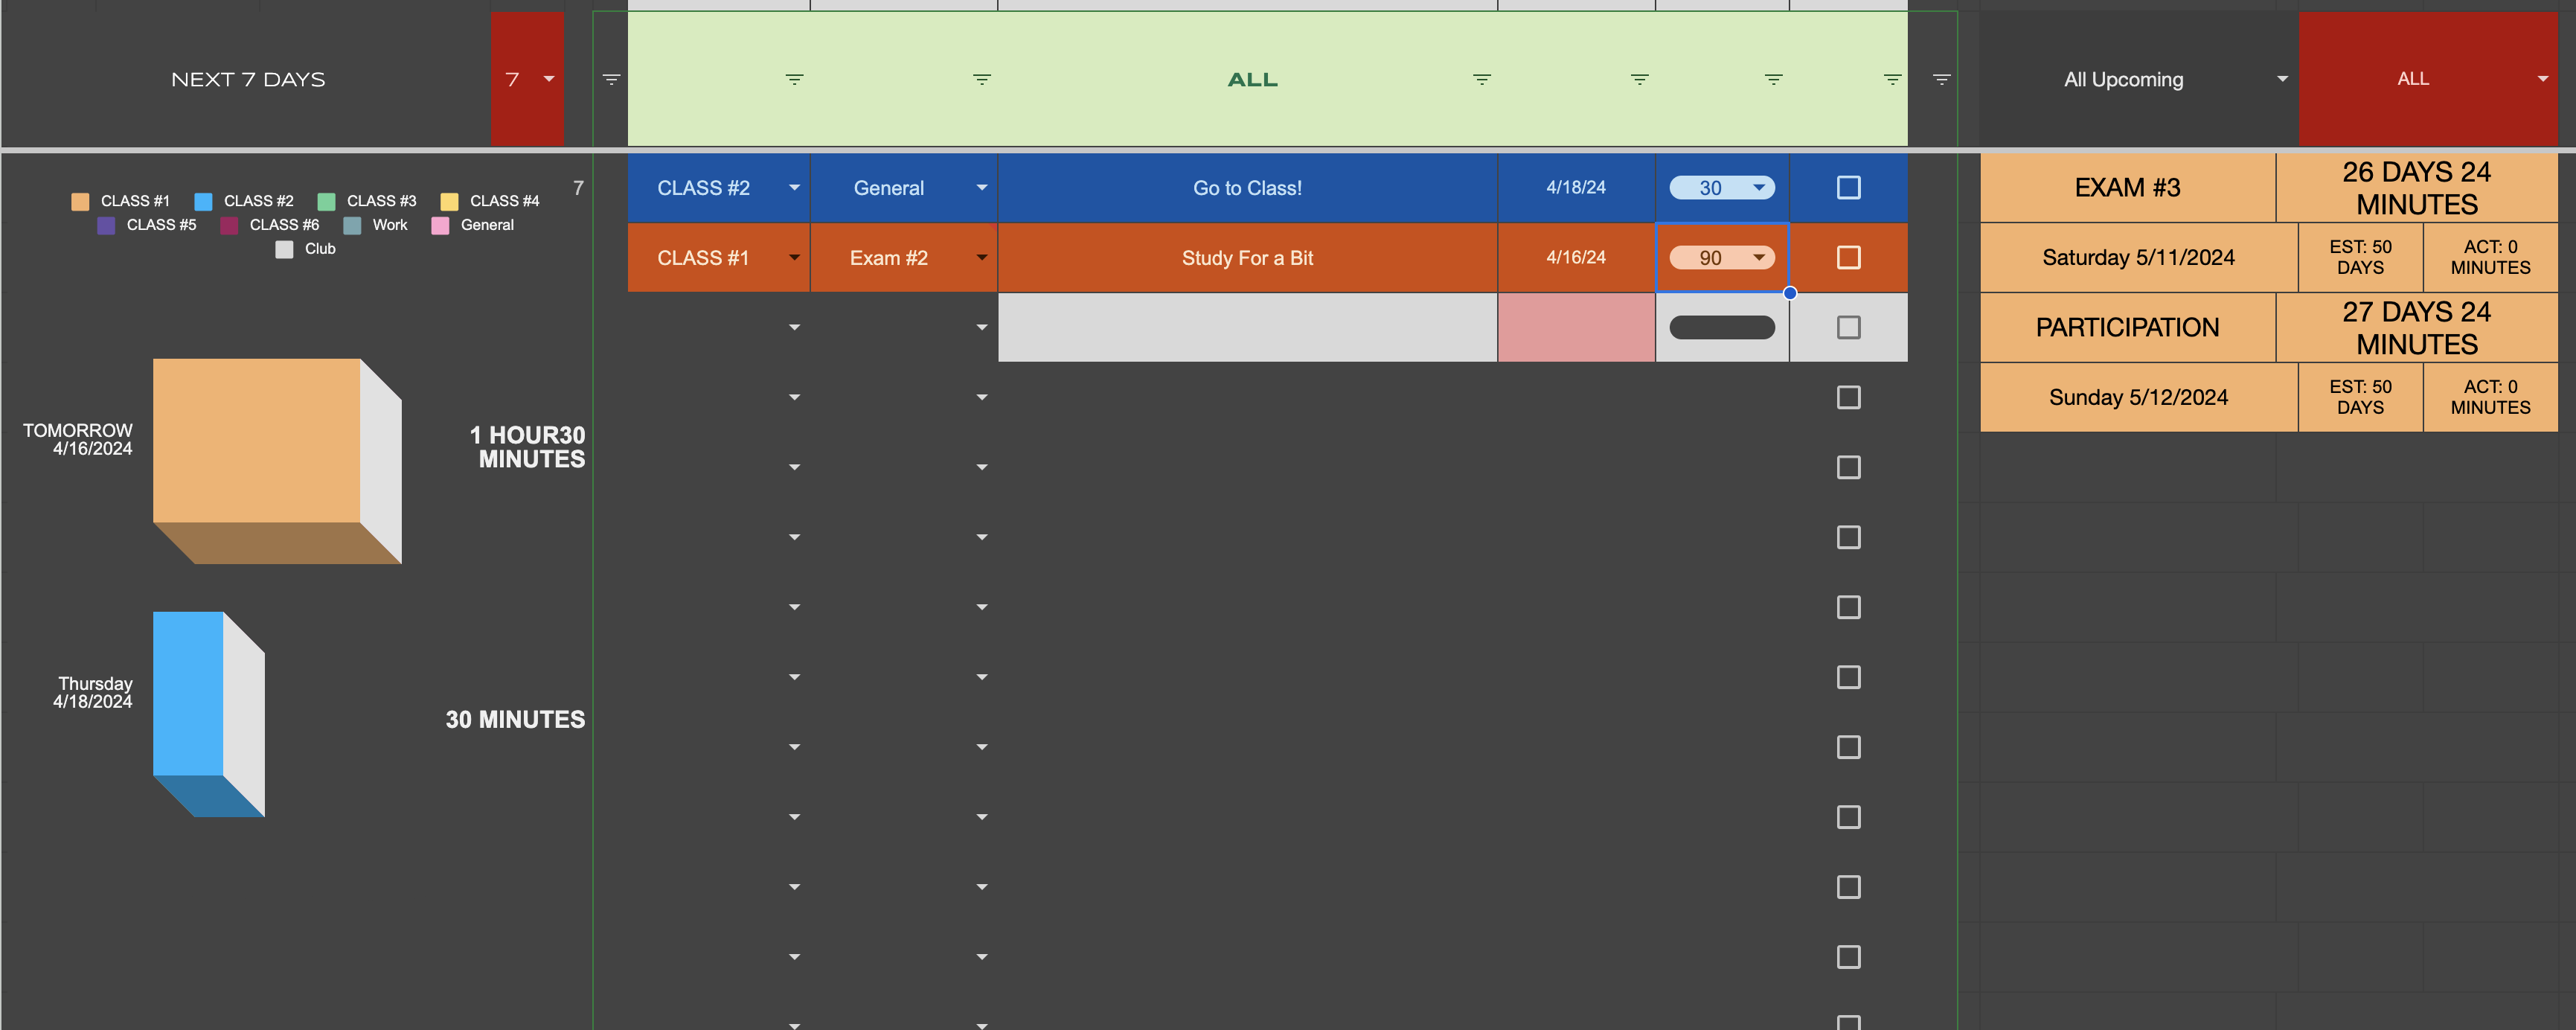 NEXT 7 DAYS
7
ALL
All Upcoming
ALL
7
CLASS #1
CLASS #2
CLASS #3
CLASS #4
CLASS #5
CLASS #6
Work
General
Club
TOMORROW
4/16/2024
1 HOUR30
MINUTES
Thursday
4/18/2024
30 MINUTES
CLASS #2
General
Go to Class!
4/18/24
30
CLASS #1
Exam #2
Study For a Bit
4/16/24
90
EXAM #3
26 DAYS 24
MINUTES
Saturday 5/11/2024
EST: 50
DAYS
ACT: 0
MINUTES
PARTICIPATION
27 DAYS 24
MINUTES
Sunday 5/12/2024
EST: 50
DAYS
ACT: 0
MINUTES